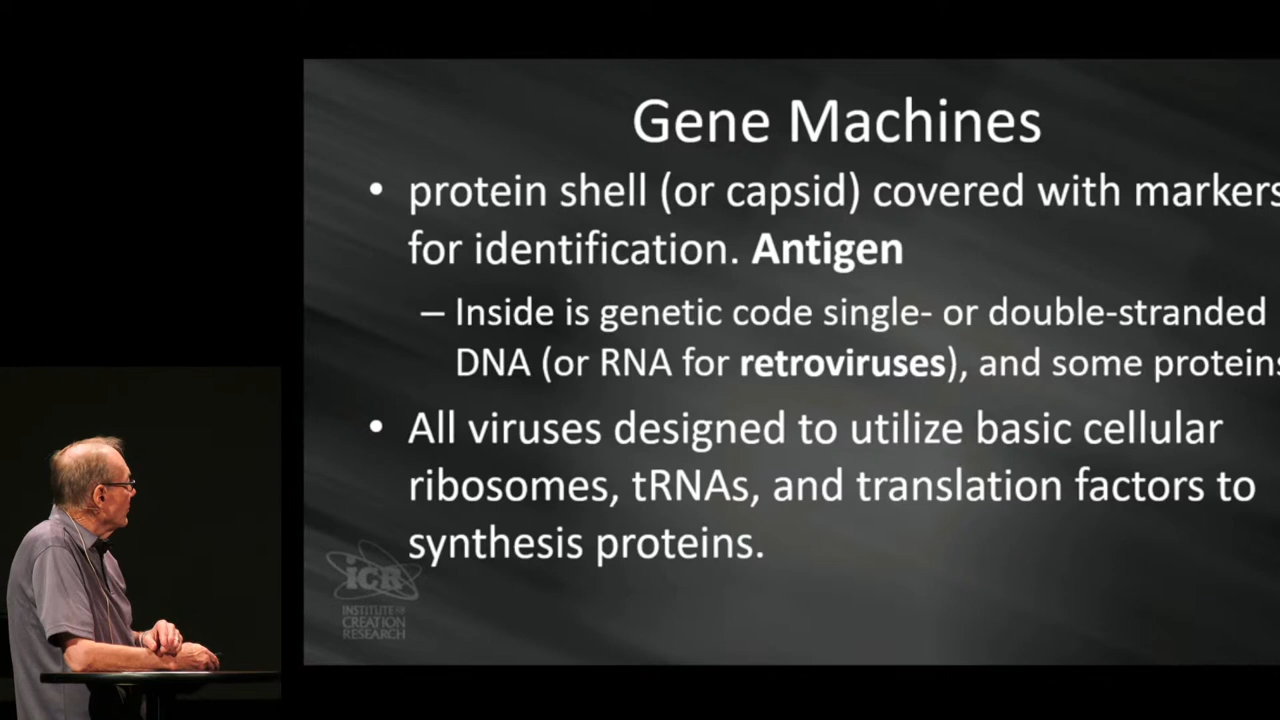 Gene Machines
• protein shell (or capsid) covered with markers
for identification. Antigen
– Inside is genetic code single- or double-stranded
DNA (or RNA for retroviruses), and some proteins
• All viruses designed to utilize basic cellular
ribosomes, tRNAs, and translation factors to
synthesis proteins.
iCR
INSTITUTE FOR
CREATION
RESEARCH